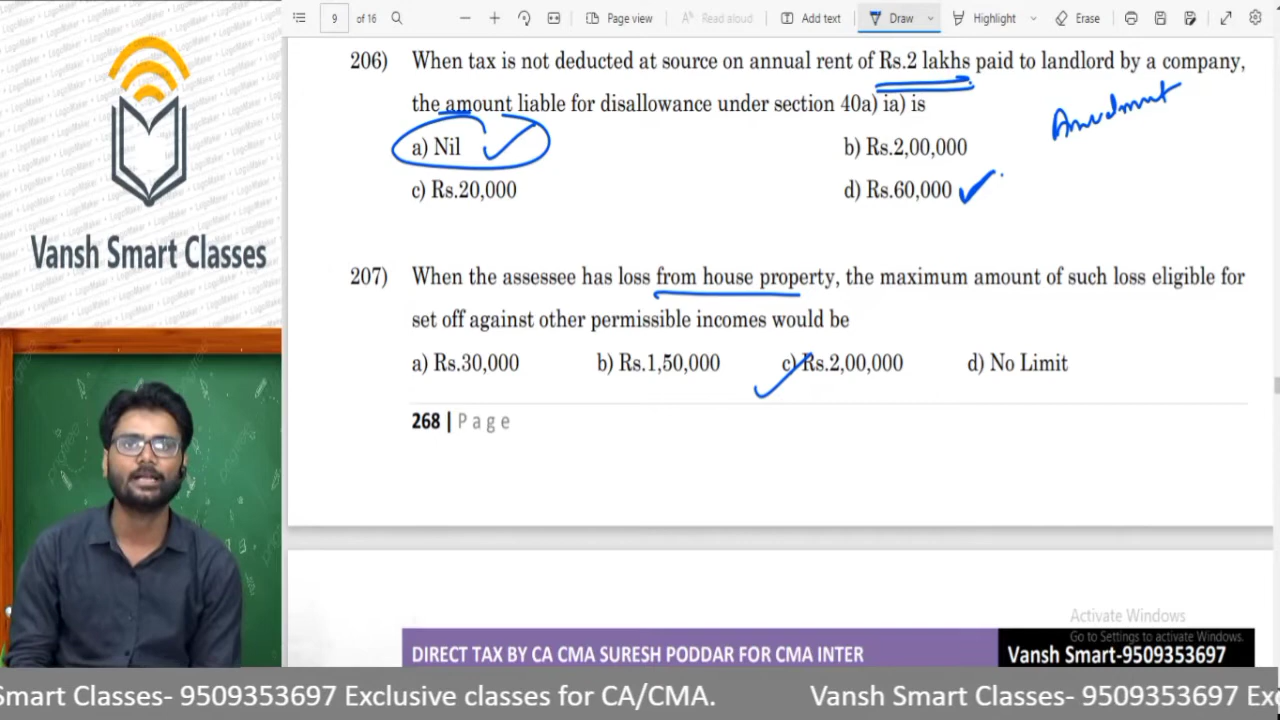 9 of 16
Page view
Read aloud
Add text
Draw
Highlight
Erase
206) When tax is not deducted at source on annual rent of Rs.2 lakhs paid to landlord by a company,
the amount liable for disallowance under section 40a) ia) is
Amendment
a) Nil b) Rs.2,00,000
c) Rs.20,000 d) Rs.60,000
207) When the assessee has loss from house property, the maximum amount of such loss eligible for
set off against other permissible incomes would be
a) Rs.30,000 b) Rs.1,50,000 c) Rs.2,00,000 d) No Limit
268 | Page
Vansh Smart Classes
Activate Windows
Go to Settings to activate Windows.
DIRECT TAX BY CA CMA SURESH PODDAR FOR CMA INTER
Vansh Smart-9509353697
Smart Classes- 9509353697 Exclusive classes for CA/CMA. Vansh Smart Classes- 9509353697 Ex